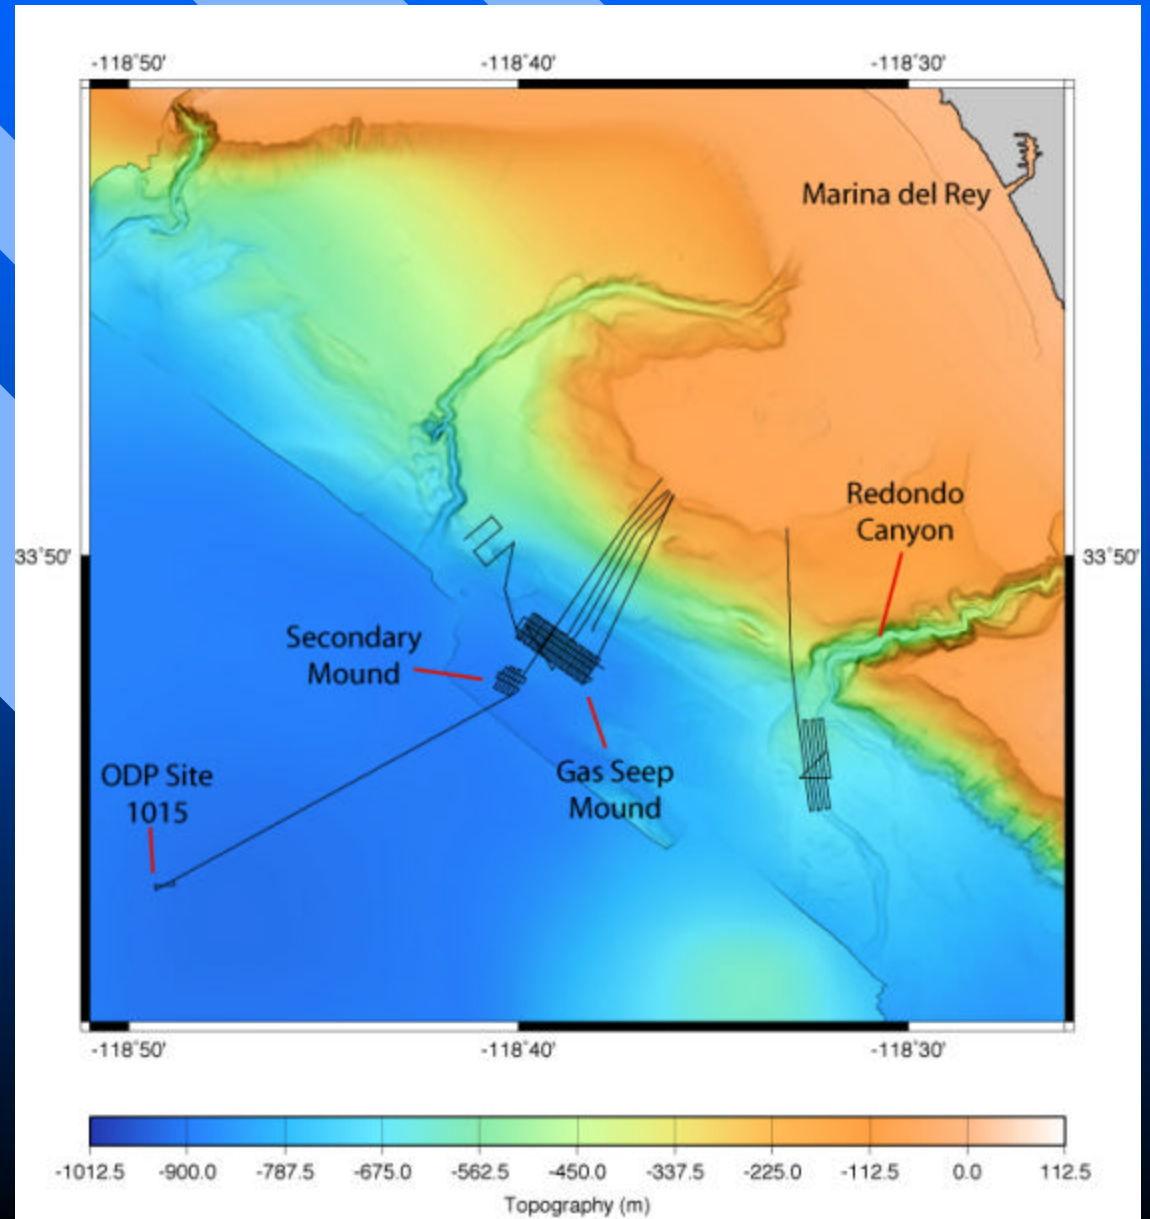 -118°50' -118°40' -118°30'
Marina del Rey
Redondo
Canyon
33°50' 33°50'
Secondary
Mound
Gas Seep
Mound
ODP Site
1015
-118°50' -118°40' -118°30'
-1012.5 -900.0 -787.5 -675.0 -562.5 -450.0 -337.5 -225.0 -112.5 0.0 112.5
Topography (m)